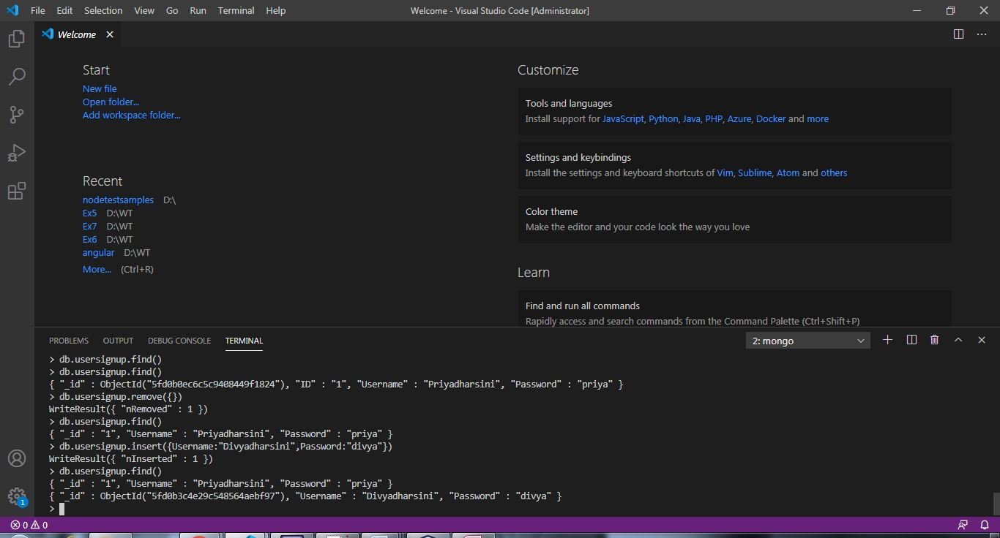 File Edit Selection View Go Run Terminal Help Welcome - Visual Studio Code [Administrator]
Welcome
Start
New file
Open folder...
Add workspace folder...
Recent
nodetestsamples D:\
Ex5 D:\WT
Ex7 D:\WT
Ex6 D:\WT
angular D:\WT
More... (Ctrl+R)
Customize
Tools and languages
Install support for JavaScript, Python, Java, PHP, Azure, Docker and more
Settings and keybindings
Install the settings and keyboard shortcuts of Vim, Sublime, Atom and others
Color theme
Make the editor and your code look the way you love
Learn
Find and run all commands
Rapidly access and search commands from the Command Palette (Ctrl+Shift+P)
PROBLEMS OUTPUT DEBUG CONSOLE TERMINAL 2: mongo
> db.usersignup.find()
> db.usersignup.find()
{ "_id" : ObjectId("5fd0b0ec6c5c9408449f1824"), "ID" : "1", "Username" : "Priyadharsini", "Password" : "priya" }
> db.usersignup.remove({})
WriteResult({ "nRemoved" : 1 })
> db.usersignup.find()
{ "_id" : "1", "Username" : "Priyadharsini", "Password" : "priya" }
> db.usersignup.insert({Username:"Divyadharsini",Password:"divya"})
WriteResult({ "nInserted" : 1 })
> db.usersignup.find()
{ "_id" : "1", "Username" : "Priyadharsini", "Password" : "priya" }
{ "_id" : ObjectId("5fd0b3c4e29c548564aebf97"), "Username" : "Divyadharsini", "Password" : "divya" }
>
1
0 0